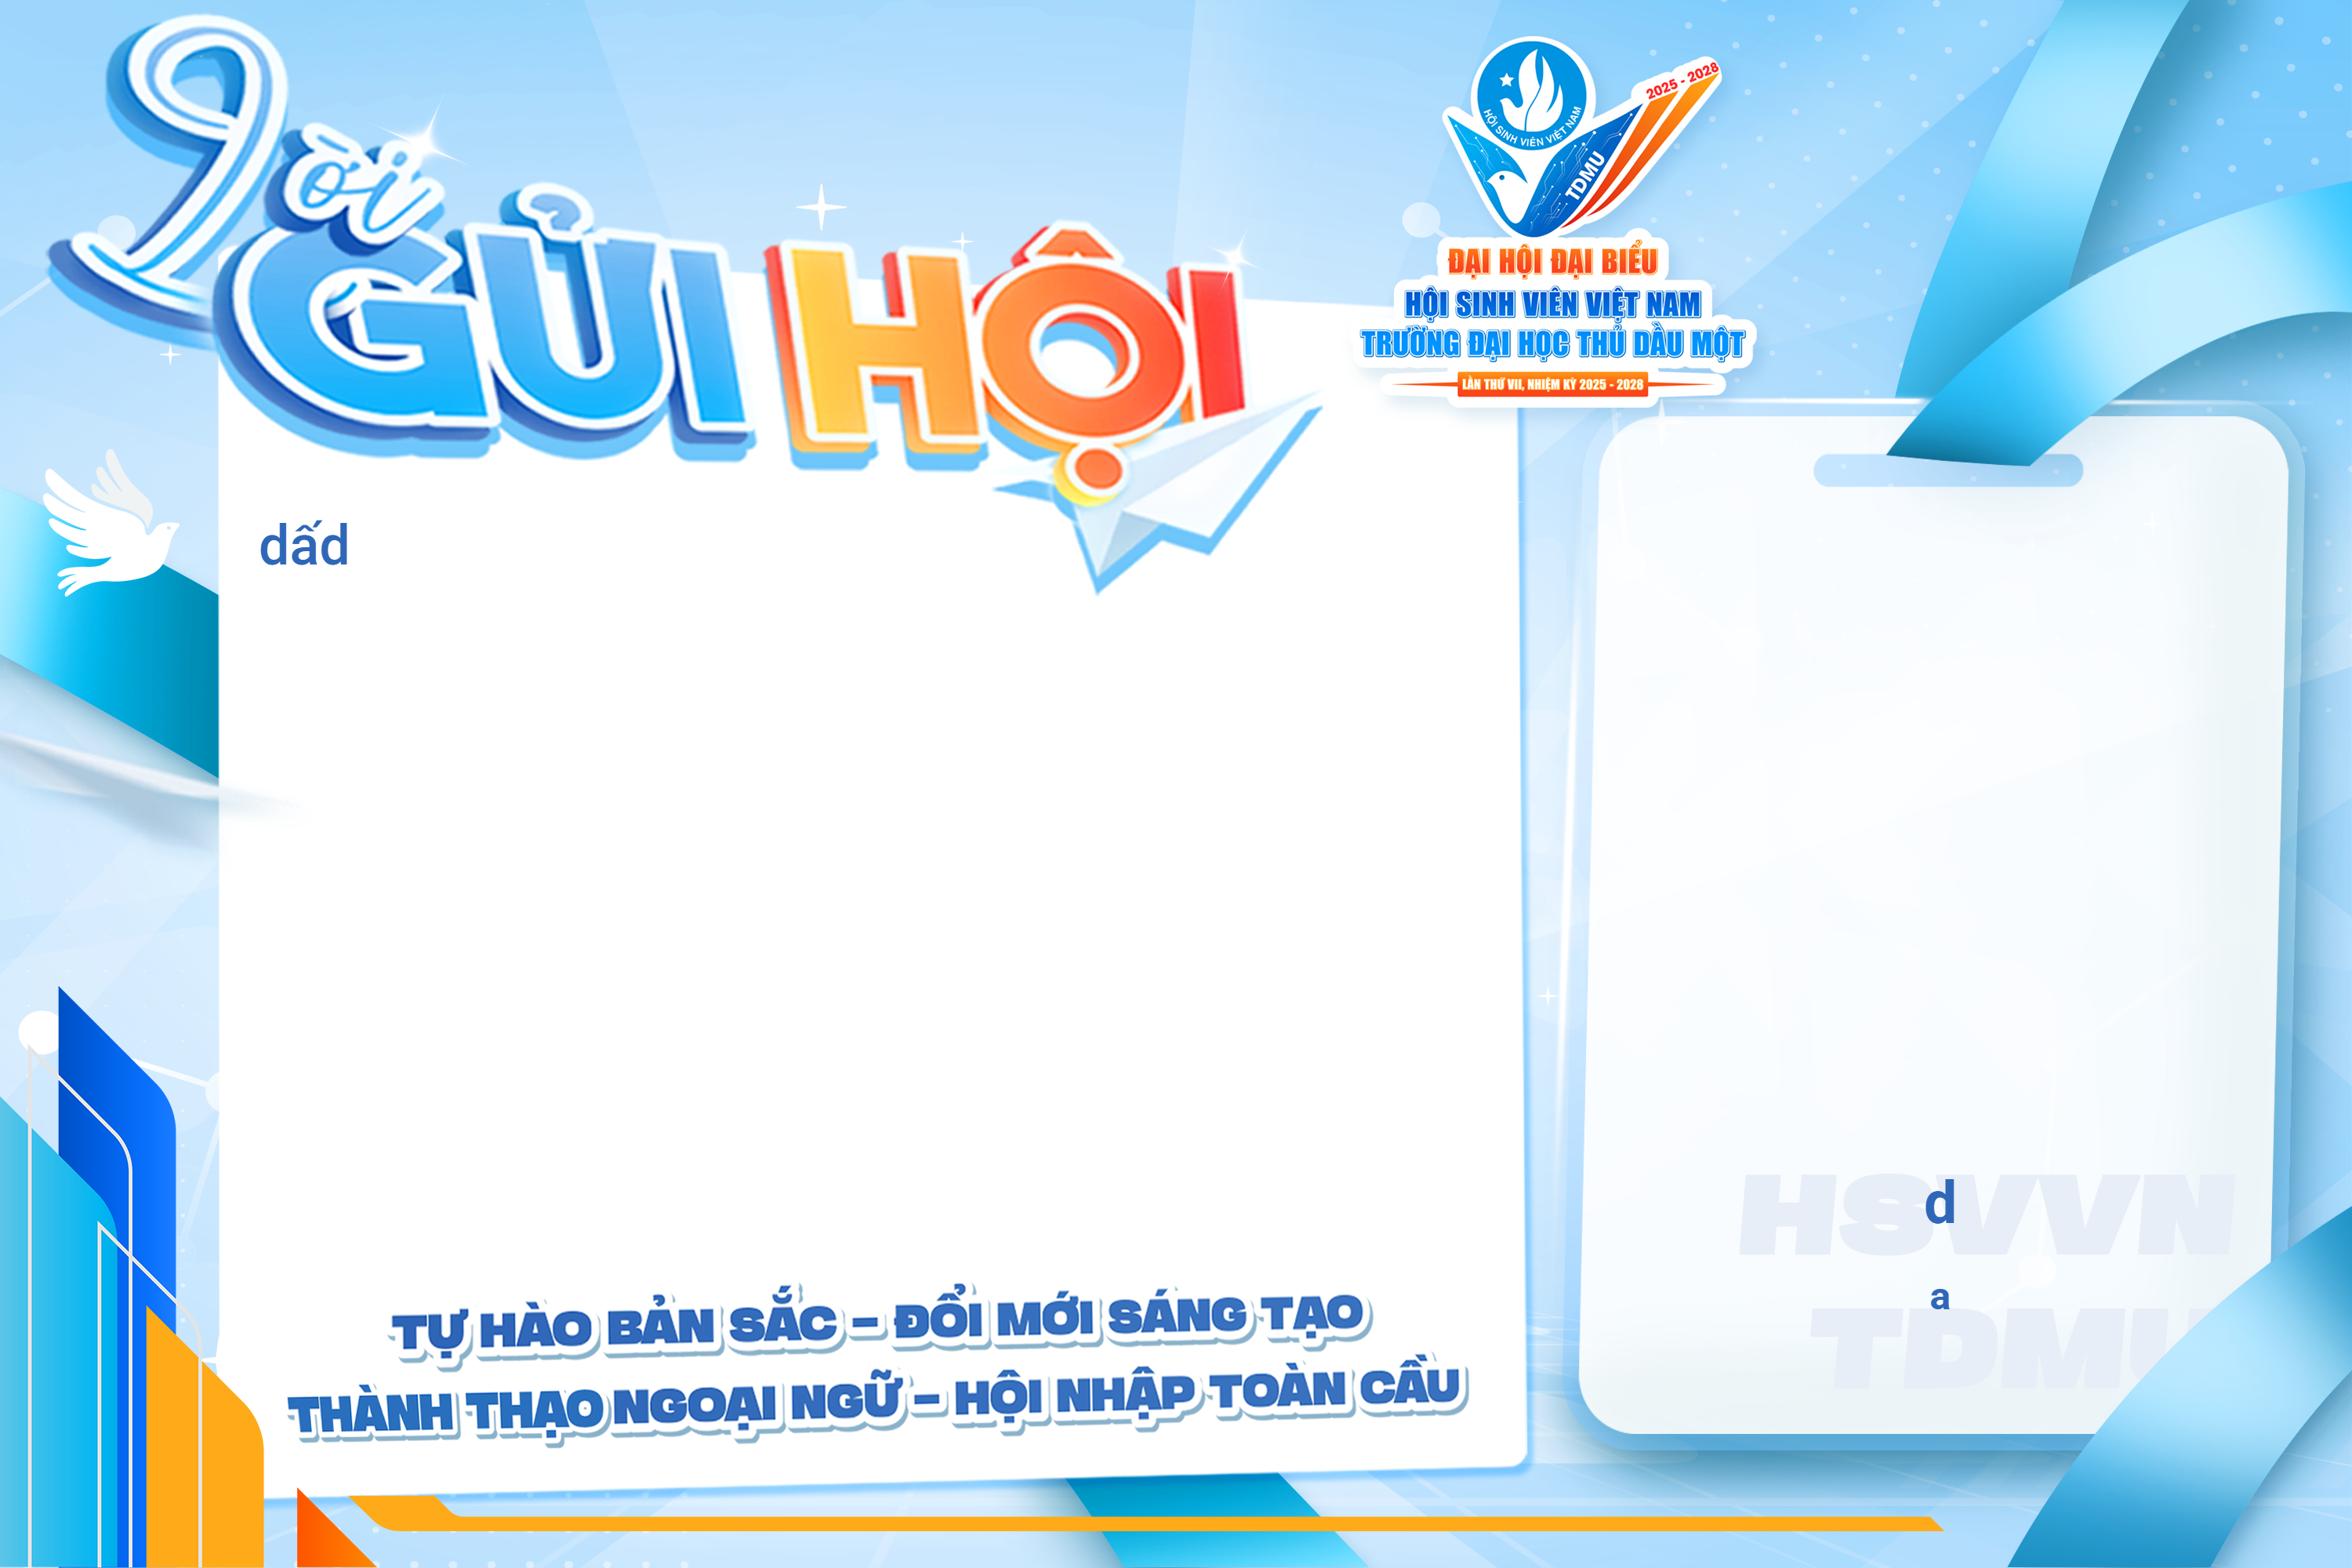 Lời
GỬI HỘI
2025 - 2028
HỘI SINH VIÊN VIỆT NAM
TDMU
ĐẠI HỘI ĐẠI BIỂU
HỘI SINH VIÊN VIỆT NAM
TRƯỜNG ĐẠI HỌC THỦ DẦU MỘT
LẦN THỨ VII, NHIỆM KỲ 2025 - 2028
dấd
HSVVN
d
a
TDMU
TỰ HÀO BẢN SẮC – ĐỔI MỚI SÁNG TẠO
THÀNH THẠO NGOẠI NGỮ – HỘI NHẬP TOÀN CẦU